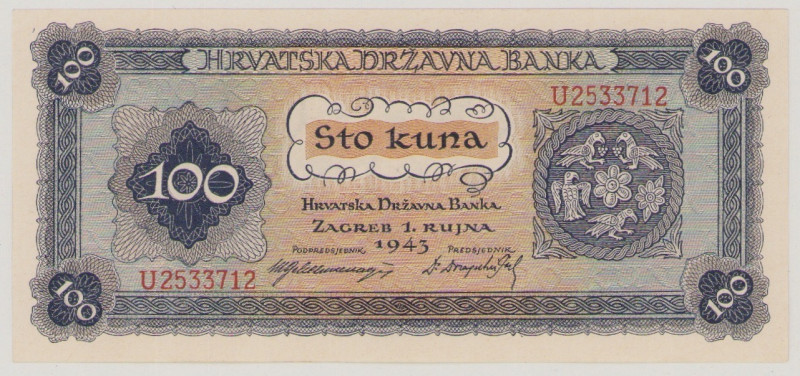 100
HRVATSKA DRŽAVNA BANKA
100
U2533712
Sto kuna
100
HRVATSKA DRŽAVNA BANKA
ZAGREB 1. RUJNA
1943
PODPREDSJEDNIK PREDSJEDNIK
U2533712
100
100